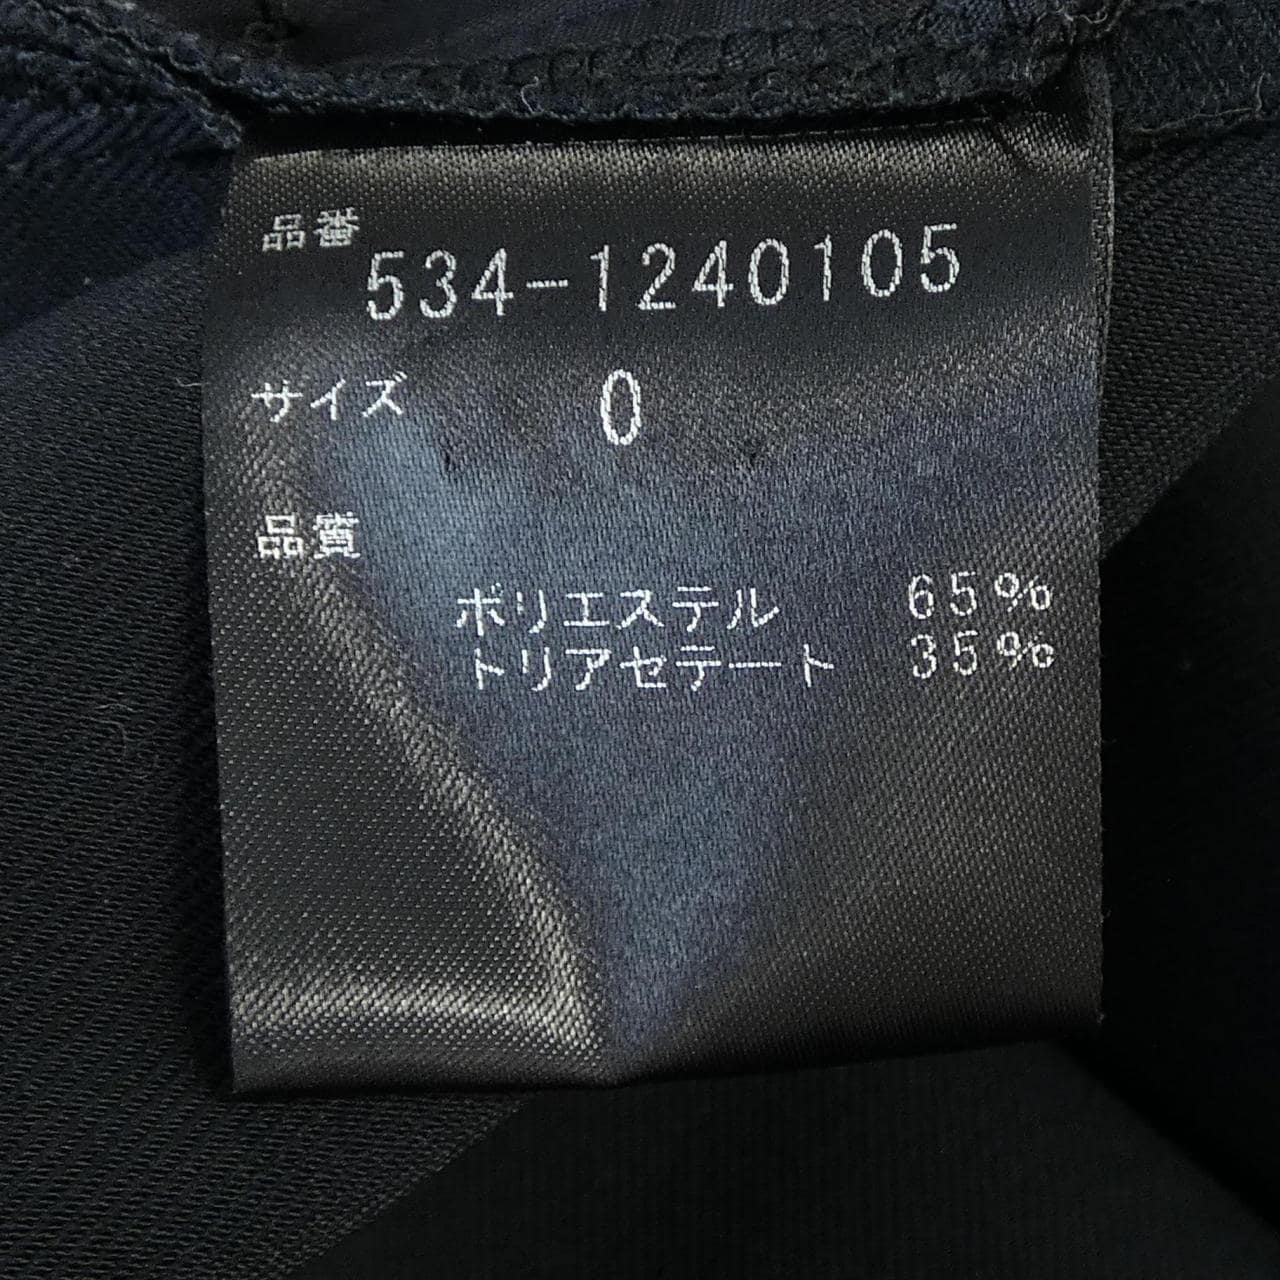 品番
534-1240105
サイズ 0
品質
ポリエステル 65%
トリアセテート 35%